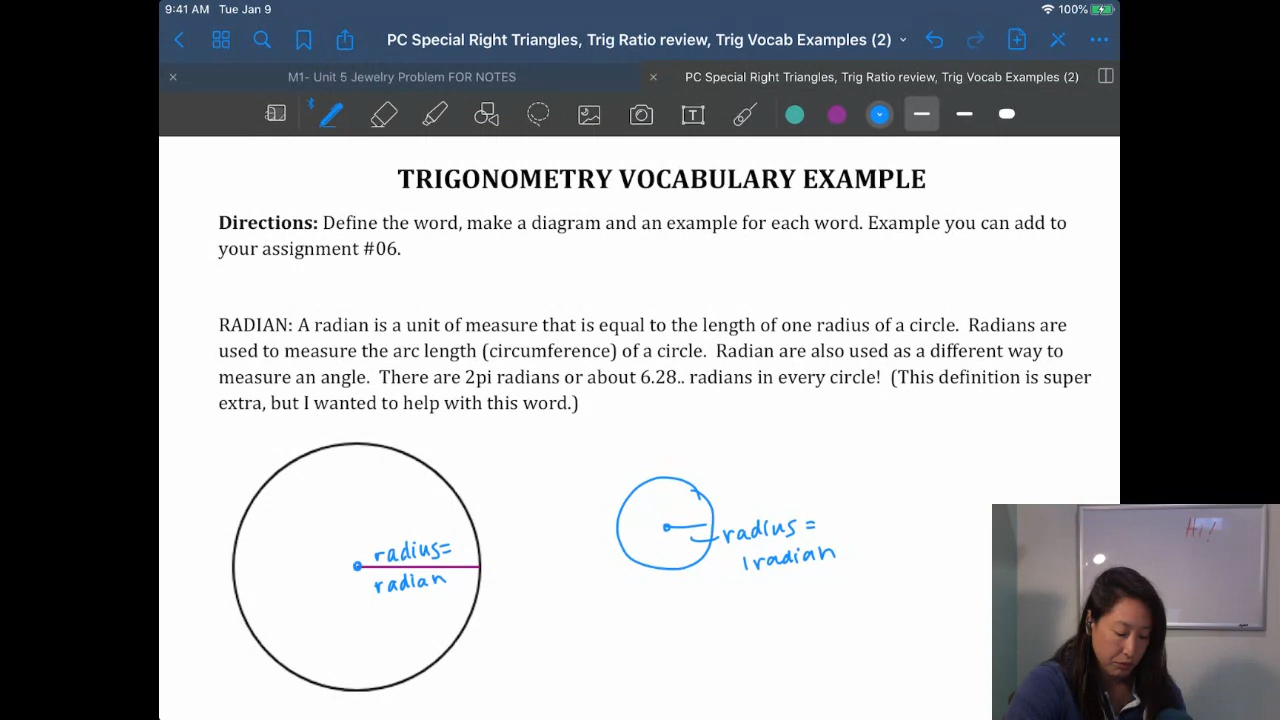 9:41 AM Tue Jan 9
100%
PC Special Right Triangles, Trig Ratio review, Trig Vocab Examples (2)
M1- Unit 5 Jewelry Problem FOR NOTES
PC Special Right Triangles, Trig Ratio review, Trig Vocab Examples (2)
T
TRIGONOMETRY VOCABULARY EXAMPLE
Directions: Define the word, make a diagram and an example for each word. Example you can add to
your assignment #06.
RADIAN: A radian is a unit of measure that is equal to the length of one radius of a circle. Radians are
used to measure the arc length (circumference) of a circle. Radian are also used as a different way to
measure an angle. There are 2pi radians or about 6.28.. radians in every circle! (This definition is super
extra, but I wanted to help with this word.)
radius=
radian
radius =
1radian
Hi!